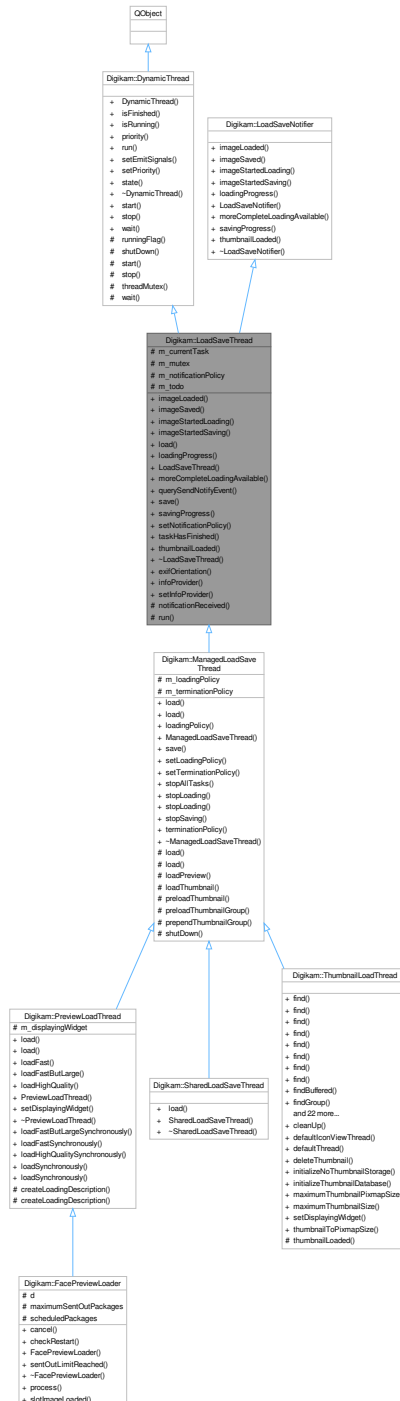 QObject
Digikam::DynamicThread
+ DynamicThread()
+ isFinished()
+ isRunning()
+ priority()
+ run()
+ setEmitSignals()
+ setPriority()
+ state()
+ ~DynamicThread()
+ start()
+ stop()
+ wait()
# runningFlag()
# shutDown()
# start()
# stop()
# threadMutex()
# wait()
Digikam::LoadSaveNotifier
+ imageLoaded()
+ imageSaved()
+ imageStartedLoading()
+ imageStartedSaving()
+ loadingProgress()
+ LoadSaveNotifier()
+ moreCompleteLoadingAvailable()
+ savingProgress()
+ thumbnailLoaded()
+ ~LoadSaveNotifier()
Digikam::LoadSaveThread
# m_currentTask
# m_mutex
# m_notificationPolicy
# m_todo
+ imageLoaded()
+ imageSaved()
+ imageStartedLoading()
+ imageStartedSaving()
+ load()
+ loadingProgress()
+ LoadSaveThread()
+ moreCompleteLoadingAvailable()
+ querySendNotifyEvent()
+ save()
+ savingProgress()
+ setNotificationPolicy()
+ taskHasFinished()
+ thumbnailLoaded()
+ ~LoadSaveThread()
+ exifOrientation()
+ infoProvider()
+ setInfoProvider()
# notificationReceived()
# run()
Digikam::ManagedLoadSave
Thread
# m_loadingPolicy
# m_terminationPolicy
+ load()
+ load()
+ loadingPolicy()
+ ManagedLoadSaveThread()
+ save()
+ setLoadingPolicy()
+ setTerminationPolicy()
+ stopAllTasks()
+ stopLoading()
+ stopLoading()
+ stopSaving()
+ terminationPolicy()
+ ~ManagedLoadSaveThread()
# load()
# load()
# loadPreview()
# loadThumbnail()
# preloadThumbnail()
# preloadThumbnailGroup()
# prependThumbnailGroup()
# shutDown()
Digikam::PreviewLoadThread
# m_displayingWidget
+ load()
+ load()
+ loadFast()
+ loadFastButLarge()
+ loadHighQuality()
+ PreviewLoadThread()
+ setDisplayingWidget()
+ ~PreviewLoadThread()
+ loadFastButLargeSynchronously()
+ loadFastSynchronously()
+ loadHighQualitySynchronously()
+ loadSynchronously()
+ loadSynchronously()
# createLoadingDescription()
# createLoadingDescription()
Digikam::SharedLoadSaveThread
+ load()
+ SharedLoadSaveThread()
+ ~SharedLoadSaveThread()
Digikam::ThumbnailLoadThread
+ find()
+ find()
+ find()
+ find()
+ find()
+ find()
+ find()
+ find()
+ findBuffered()
+ findGroup()
and 22 more...
+ cleanUp()
+ defaultIconViewThread()
+ defaultThread()
+ deleteThumbnail()
+ initializeNoThumbnailStorage()
+ initializeThumbnailDatabase()
+ maximumThumbnailPixmapSize
+ maximumThumbnailSize()
+ setDisplayingWidget()
+ thumbnailToPixmapSize()
# thumbnailLoaded()
Digikam::FacePreviewLoader
# d
# maximumSentOutPackages
# scheduledPackages
+ cancel()
+ checkRestart()
+ FacePreviewLoader()
+ sentOutLimitReached()
+ ~FacePreviewLoader()
+ process()
+ slotImageLoaded()